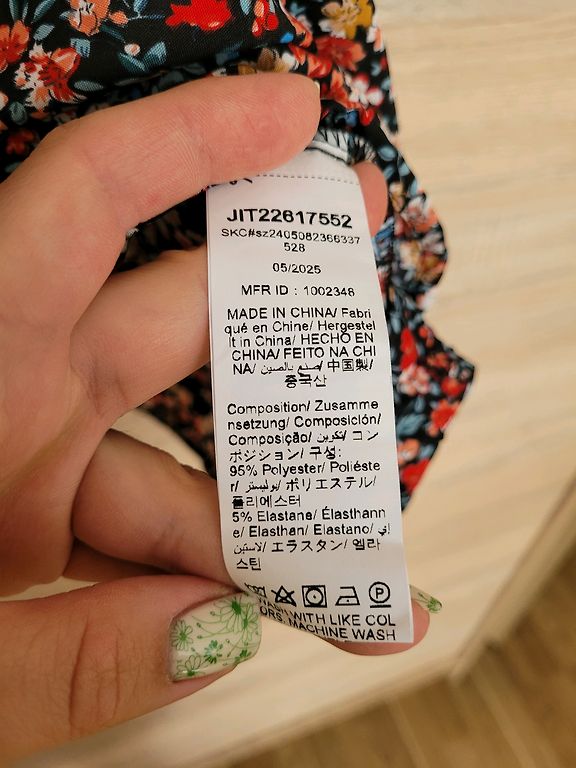 JIT22617552
SKC#sz2405082366337
528
05/2025
MFR ID : 1002348
MADE IN CHINA/ Fabri
qué en Chine/ Hergestel
lt in China/ HECHO EN
CHINA/ FEITO NA CHI
NA/ صنع بالصين/ 中国製/
중국산
Composition/ Zusamme
nsetzung/ Composición/
Composição/ تكوين/ コン
ポジション/ 구성:
95% Polyester/ Poliéste
r/ بوليستر/ ポリエステル/
폴리에스터
5% Elastane/ Élasthann
e/ Elasthan/ Elastano/ إي
لاستين/ エラスタン/ 엘라
스틴
P
WASH WITH LIKE COL
ORS, MACHINE WASH